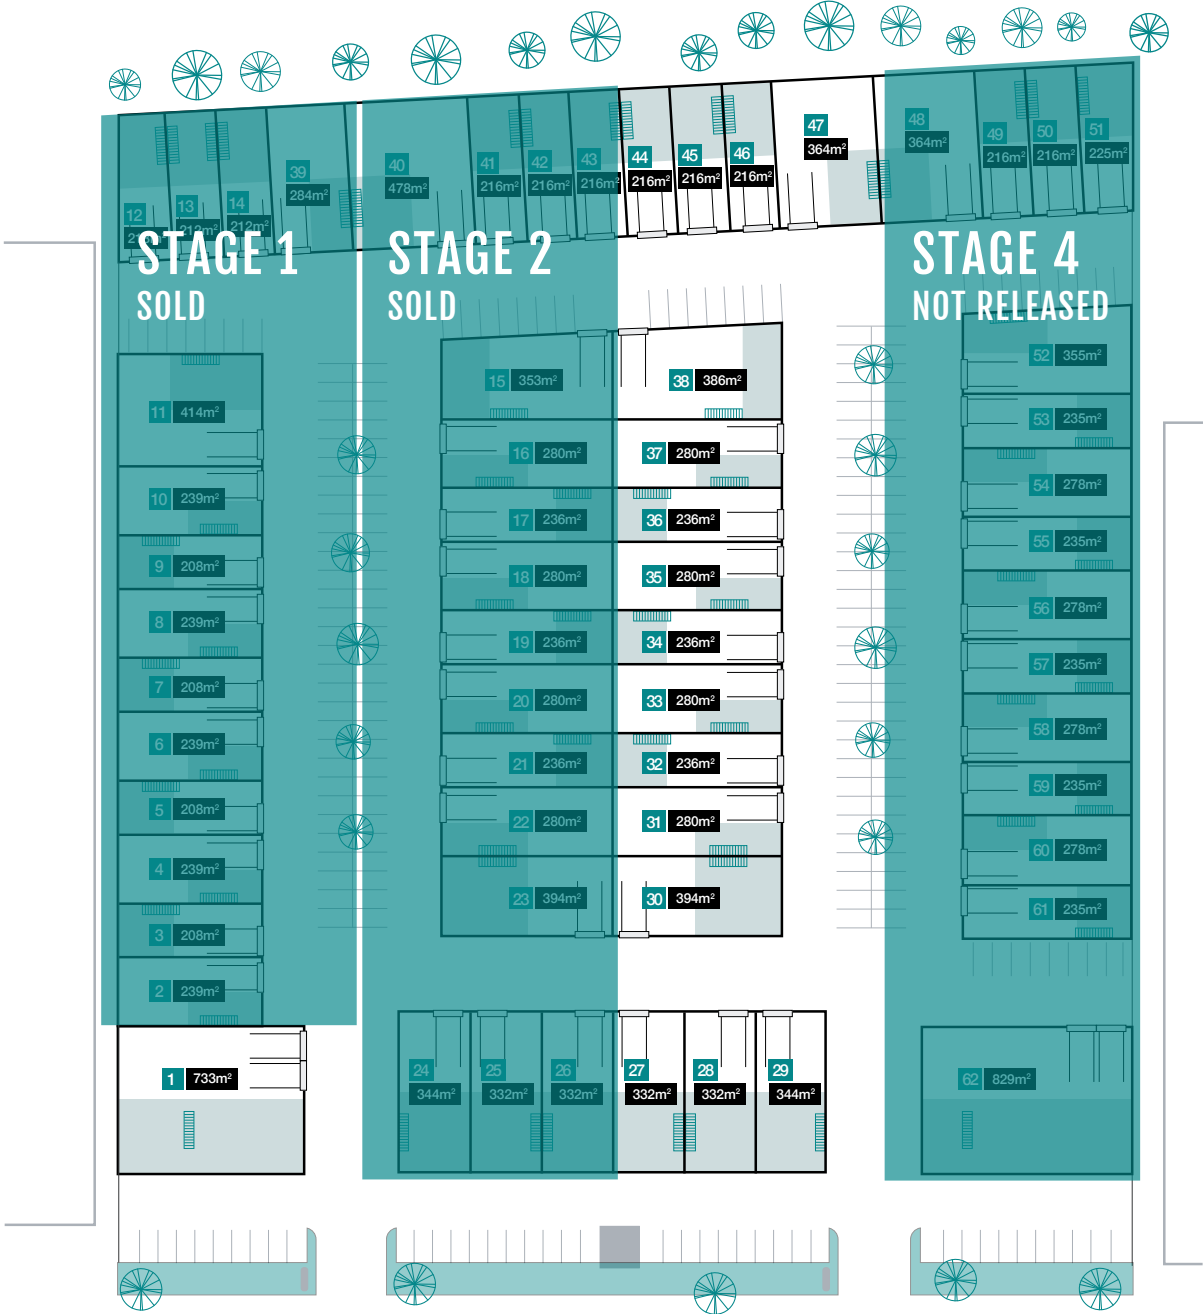 47
364m²
48
364m²
49
216m²
50
216m²
51
225m²
44
216m²
45
216m²
46
216m²
39
284m²
40
478m²
41
216m²
42
216m²
43
216m²
12
13
212m²
14
212m²
STAGE 1
SOLD
STAGE 2
SOLD
STAGE 4
NOT RELEASED
11 414m²
10 239m²
9 208m²
8 239m²
7 208m²
6 239m²
5 208m²
4 239m²
3 208m²
2 239m²
1 733m²
15 353m²
16 280m²
17 236m²
18 280m²
19 236m²
20 280m²
21 236m²
22 280m²
23 394m²
38 386m²
37 280m²
36 236m²
35 280m²
34 236m²
33 280m²
32 236m²
31 280m²
30 394m²
24
344m²
25
332m²
26
332m²
27
332m²
28
332m²
29
344m²
52 355m²
53 235m²
54 278m²
55 235m²
56 278m²
57 235m²
58 278m²
59 235m²
60 278m²
61 235m²
62 829m²